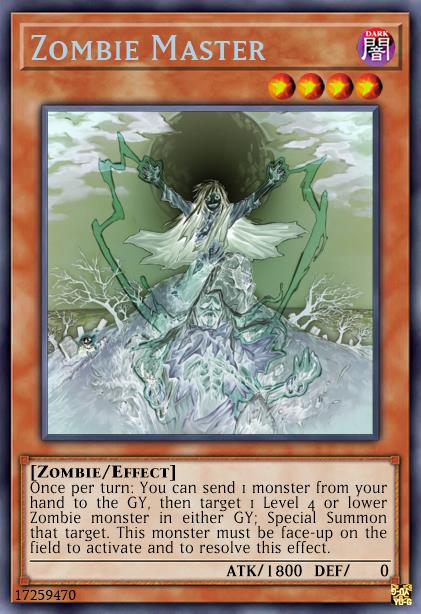 Zombie Master
DARK
闇
[Zombie/Effect]
Once per turn: You can send 1 monster from your
hand to the GY, then target 1 Level 4 or lower
Zombie monster in either GY; Special Summon
that target. This monster must be face-up on the
field to activate and to resolve this effect.
ATK/1800 DEF/ 0
17259470